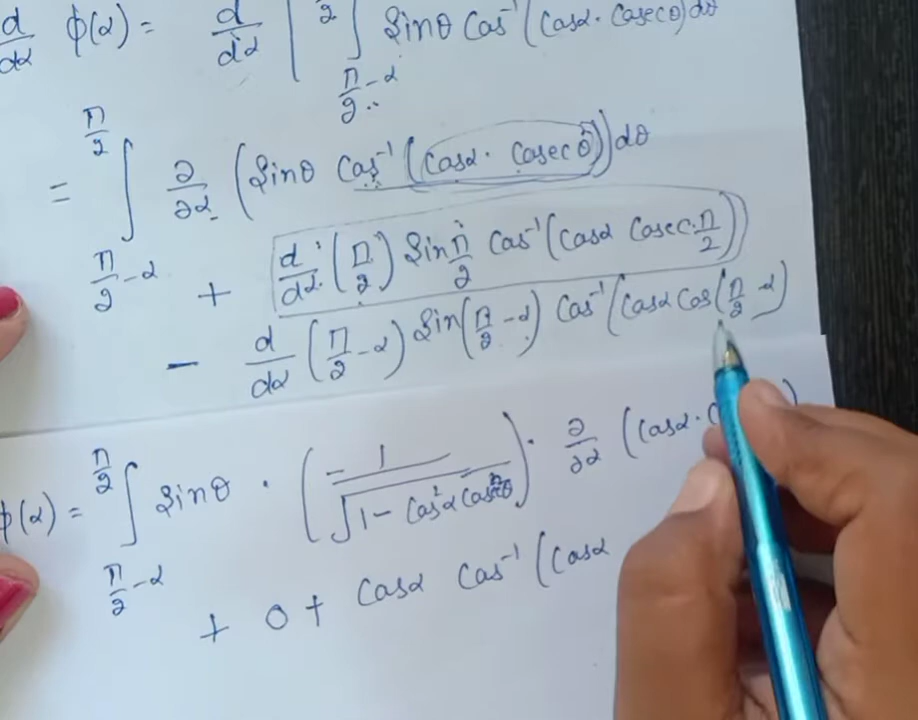 d/dα φ(α) = d/dα [ π/2 ∫ π/2-α Sinθ Cos⁻¹ (Cosα · Cosecθ) dθ
= ∫ π/2 π/2-α ∂/∂α (Sinθ Cos⁻¹ (Cosα · Cosecθ)) dθ
+ d/dα (π/2) Sin π/2 Cos⁻¹ (Cosα Cosec π/2)
- d/dα (π/2 - α) Sin(π/2 - α) Cos⁻¹ (Cosα Cos(π/2 - α)
φ(α) = ∫ π/2 π/2-α Sinθ · (- 1/√1 - Cos²α Cosec²θ) · ∂/∂α (Cosα ·
+ 0 + Cosα Cos⁻¹ (Cosα